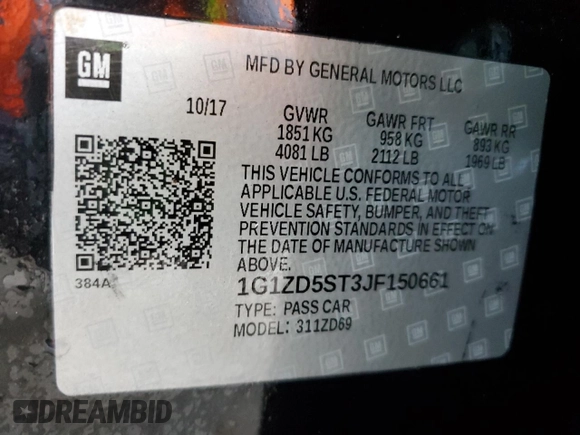 GM
MFD BY GENERAL MOTORS LLC
10/17
GVWR GAWR FRT GAWR RR
1851 KG 958 KG 893 KG
4081 LB 2112 LB 1969 LB
THIS VEHICLE CONFORMS TO ALL
APPLICABLE U.S. FEDERAL MOTOR
VEHICLE SAFETY, BUMPER, AND THEFT
PREVENTION STANDARDS IN EFFECT ON
THE DATE OF MANUFACTURE SHOWN
ABOVE.
384A
1G1ZD5ST3JF150661
TYPE: PASS CAR
MODEL: 311ZD69
DREAMBID